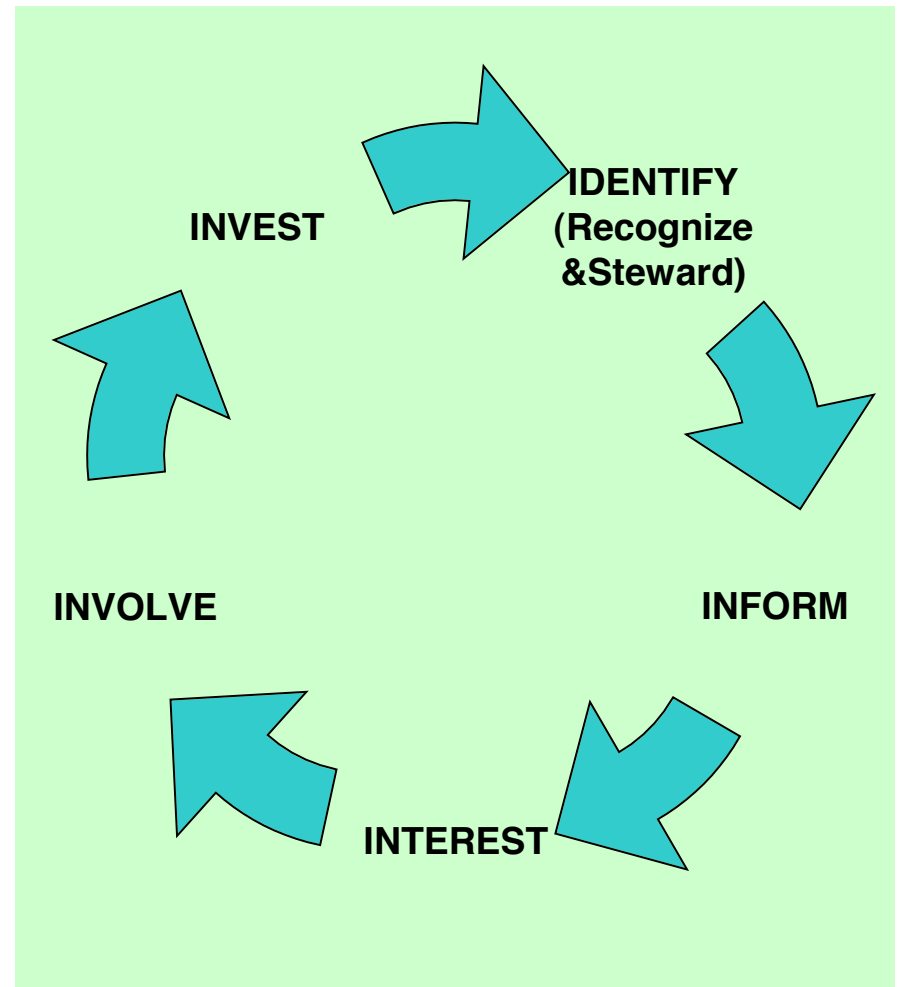 INVEST
IDENTIFY
(Recognize
&Steward)
INVOLVE
INFORM
INTEREST